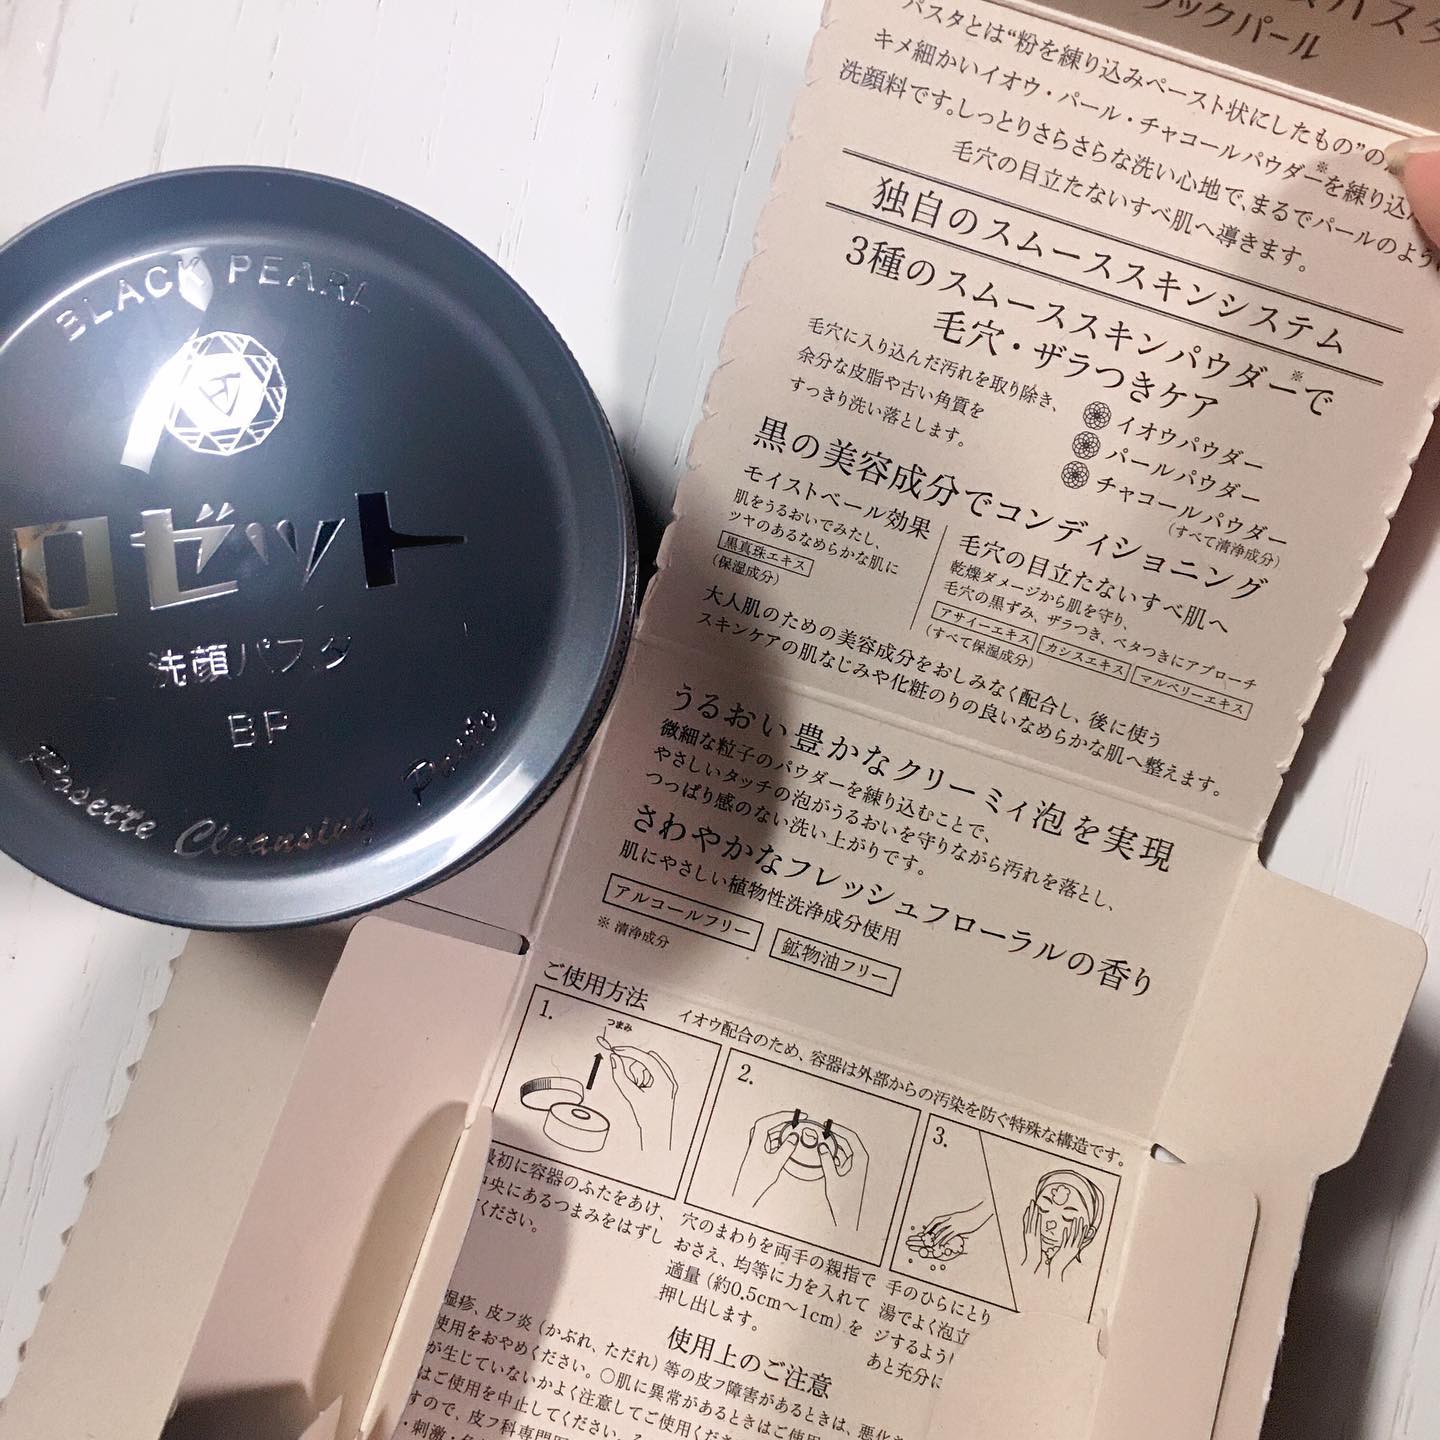 BLACK PEARL
ロゼット
洗顔パスタ
BP
Rosette Cleansing Pasta
パスタ
ックパール
パスタとは“粉を練り込みペースト状にしたもの”の
キメ細かいイオウ・パール・チャコールパウダー※を練り込
洗顔料です。しっとりさらさらな洗い心地で、まるでパールのよう
毛穴の目立たないすべ肌へ導きます。
独自のスムーススキンシステム
3種のスムーススキンパウダー※で
毛穴・ザラつきケア
毛穴に入り込んだ汚れを取り除き、
余分な皮脂や古い角質を
すっきり洗い落とします。
イオウパウダー
パールパウダー
チャコールパウダー
(すべて清浄成分)
黒の美容成分でコンディショニング
モイストベール効果
肌をうるおいでみたし、
ツヤのあるなめらかな肌に
黒真珠エキス
(保湿成分)
毛穴の目立たないすべ肌へ
乾燥ダメージから肌を守り、
毛穴の黒ずみ、ザラつき、ベタつきにアプローチ
アサイーエキス カシスエキス マルベリーエキス
(すべて保湿成分)
大人肌のための美容成分をおしみなく配合し、後に使う
スキンケアの肌なじみや化粧のりの良いなめらかな肌へ整えます。
うるおい豊かなクリーミィ泡を実現
微細な粒子のパウダーを練り込むことで、
やさしいタッチの泡がうるおいを守りながら汚れを落とし、
つっぱり感のない洗い上がりです。
さわやかなフレッシュフローラルの香り
肌にやさしい植物性洗浄成分使用
アルコールフリー 鉱物油フリー
※ 清浄成分
ご使用方法
イオウ配合のため、容器は外部からの汚染を防ぐ特殊な構造です。
1.
つまみ
2.
3.
最初に容器のふたをあけ、
中央にあるつまみをはずし
ください。
穴のまわりを両手の親指で
おさえ、均等に力を入れて
適量(約0.5cm〜1cm)を
押し出します。
手のひらにとり
湯でよく泡立
ジするよう
あと充分に
使用上のご注意
湿疹、皮フ炎(かぶれ、ただれ)等の皮フ障害があるときは、悪化
使用をおやめください。○肌に異常があるときはご使用
が生じていないかよく注意してご使用くださ
はご使用を中止してください。
すので、皮フ科専門医
・刺激・